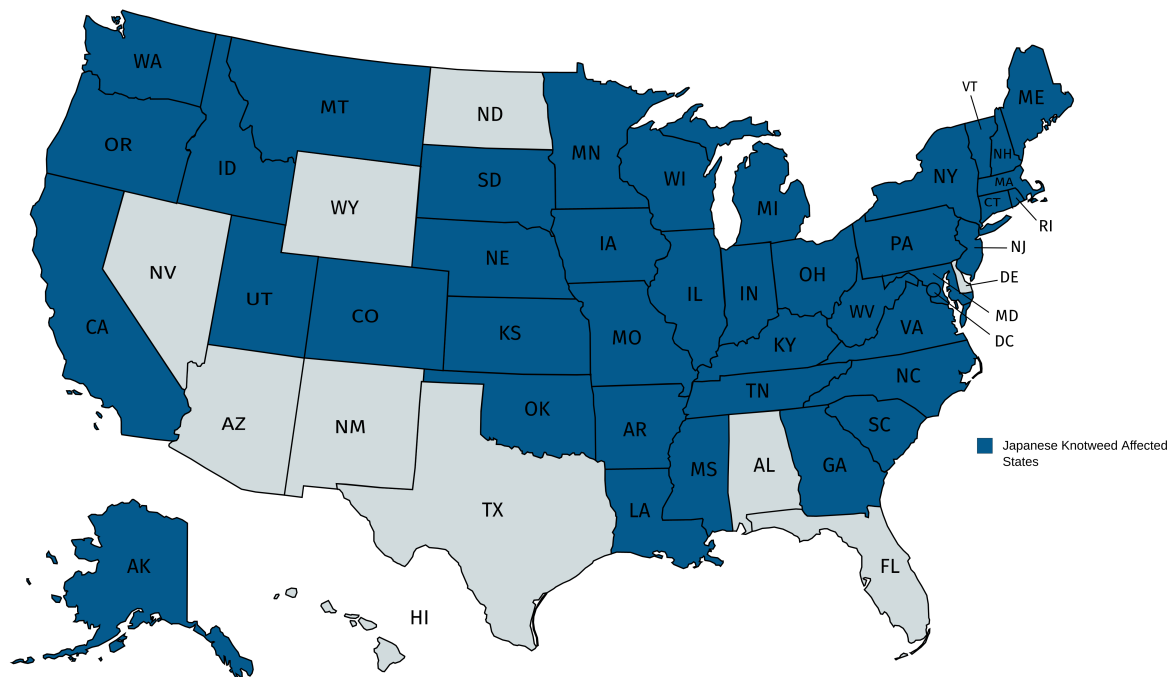 WA
MT
ND
OR
ID
SD
MN
WI
MI
WY
NE
IA
NV
UT
CO
CA
KS
MO
IL
IN
OH
PA
NY
VT
NH
ME
MA
CT
RI
NJ
DE
MD
DC
WV
VA
KY
NC
TN
SC
AZ
NM
OK
AR
MS
AL
GA
LA
TX
FL
AK
HI
Japanese Knotweed Affected
States